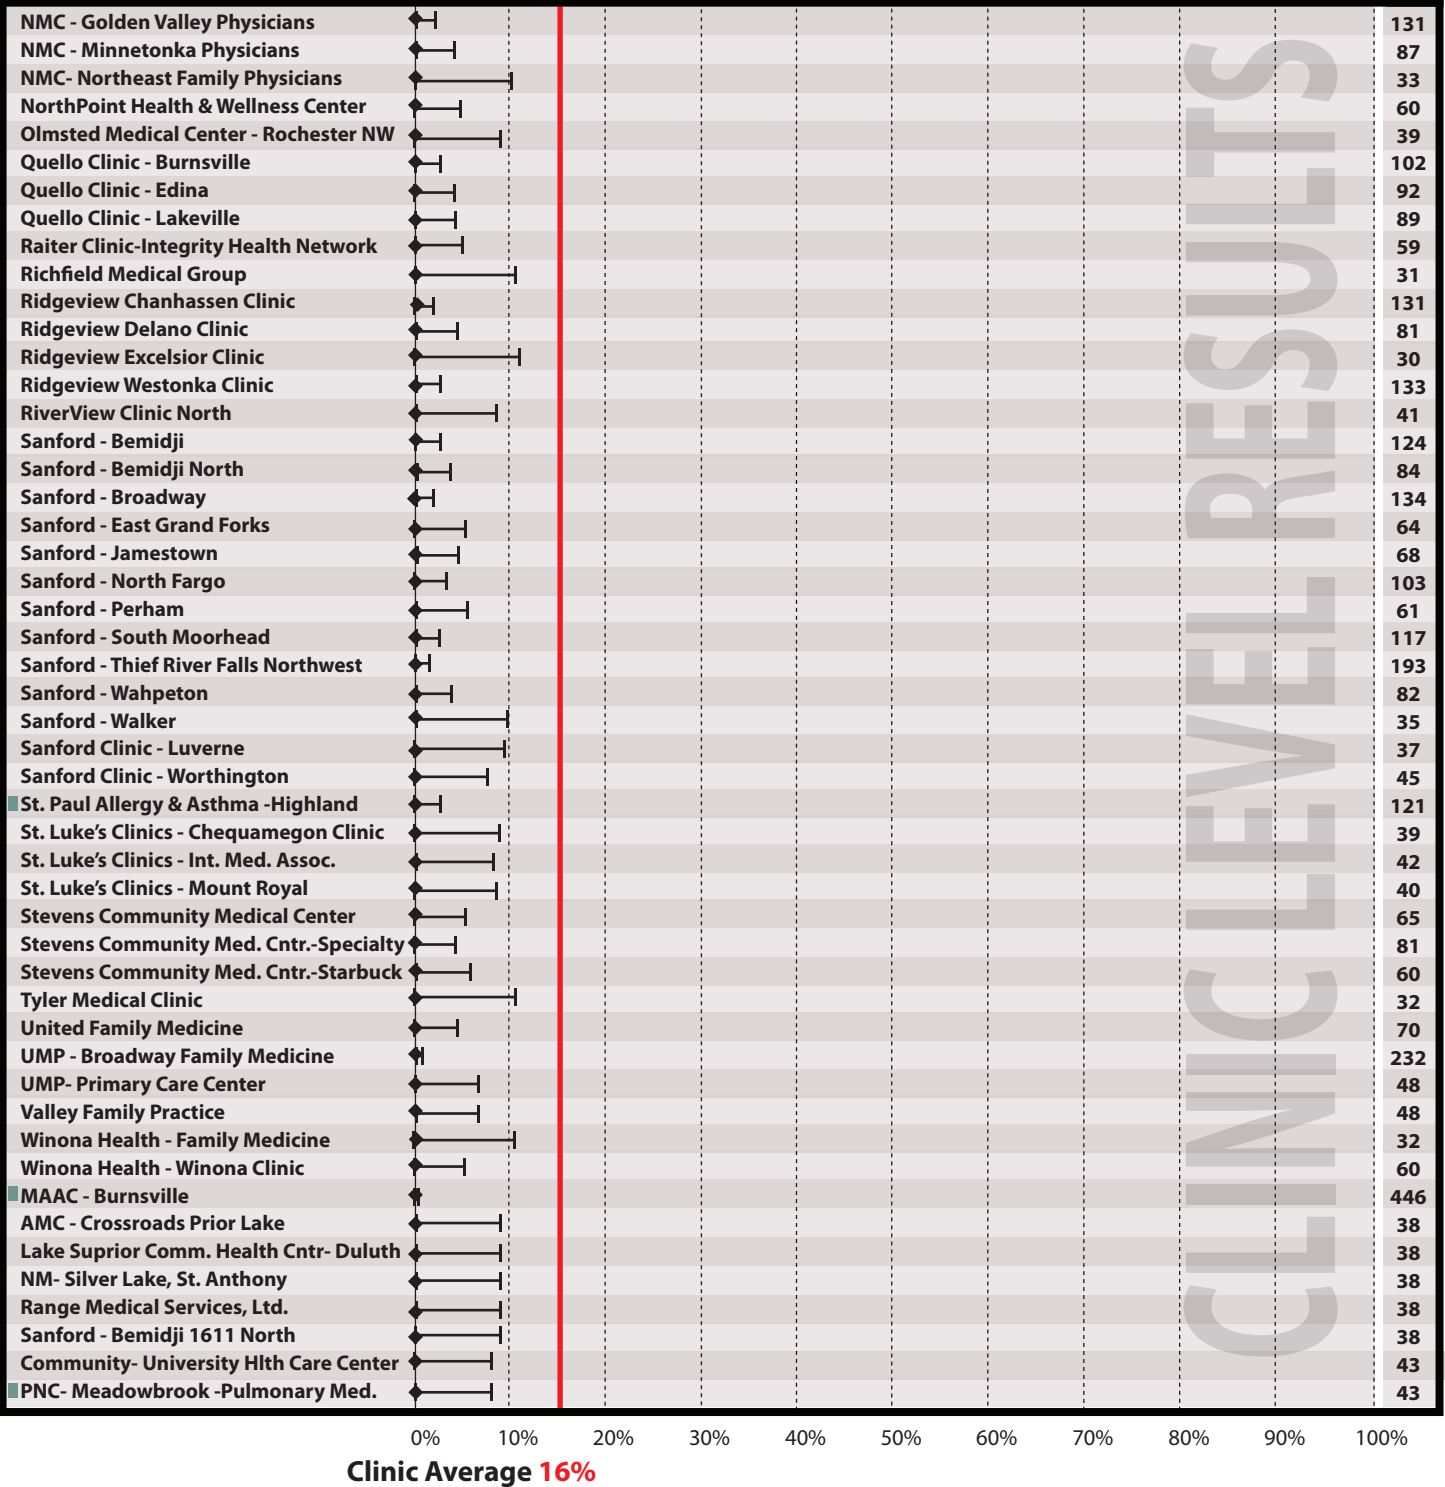 NMC - Golden Valley Physicians 131
NMC - Minnetonka Physicians 87
NMC- Northeast Family Physicians 33
NorthPoint Health & Wellness Center 60
Olmsted Medical Center - Rochester NW 39
Quello Clinic - Burnsville 102
Quello Clinic - Edina 92
Quello Clinic - Lakeville 89
Raiter Clinic-Integrity Health Network 59
Richfield Medical Group 31
Ridgeview Chanhassen Clinic 131
Ridgeview Delano Clinic 81
Ridgeview Excelsior Clinic 30
Ridgeview Westonka Clinic 133
RiverView Clinic North 41
Sanford - Bemidji 124
Sanford - Bemidji North 84
Sanford - Broadway 134
Sanford - East Grand Forks 64
Sanford - Jamestown 68
Sanford - North Fargo 103
Sanford - Perham 61
Sanford - South Moorhead 117
Sanford - Thief River Falls Northwest 193
Sanford - Wahpeton 82
Sanford - Walker 35
Sanford Clinic - Luverne 37
Sanford Clinic - Worthington 45
St. Paul Allergy & Asthma -Highland 121
St. Luke's Clinics - Chequamegon Clinic 39
St. Luke's Clinics - Int. Med. Assoc. 42
St. Luke's Clinics - Mount Royal 40
Stevens Community Medical Center 65
Stevens Community Med. Cntr.-Specialty 81
Stevens Community Med. Cntr.-Starbuck 60
Tyler Medical Clinic 32
United Family Medicine 70
UMP - Broadway Family Medicine 232
UMP- Primary Care Center 48
Valley Family Practice 48
Winona Health - Family Medicine 32
Winona Health - Winona Clinic 60
MAAC - Burnsville 446
AMC - Crossroads Prior Lake 38
Lake Suprior Comm. Health Cntr- Duluth 38
NM- Silver Lake, St. Anthony 38
Range Medical Services, Ltd. 38
Sanford - Bemidji 1611 North 38
Community- University Hlth Care Center 43
PNC- Meadowbrook -Pulmonary Med. 43
CLINIC LEVEL RESULTS
0% 10% 20% 30% 40% 50% 60% 70% 80% 90% 100%
Clinic Average 16%